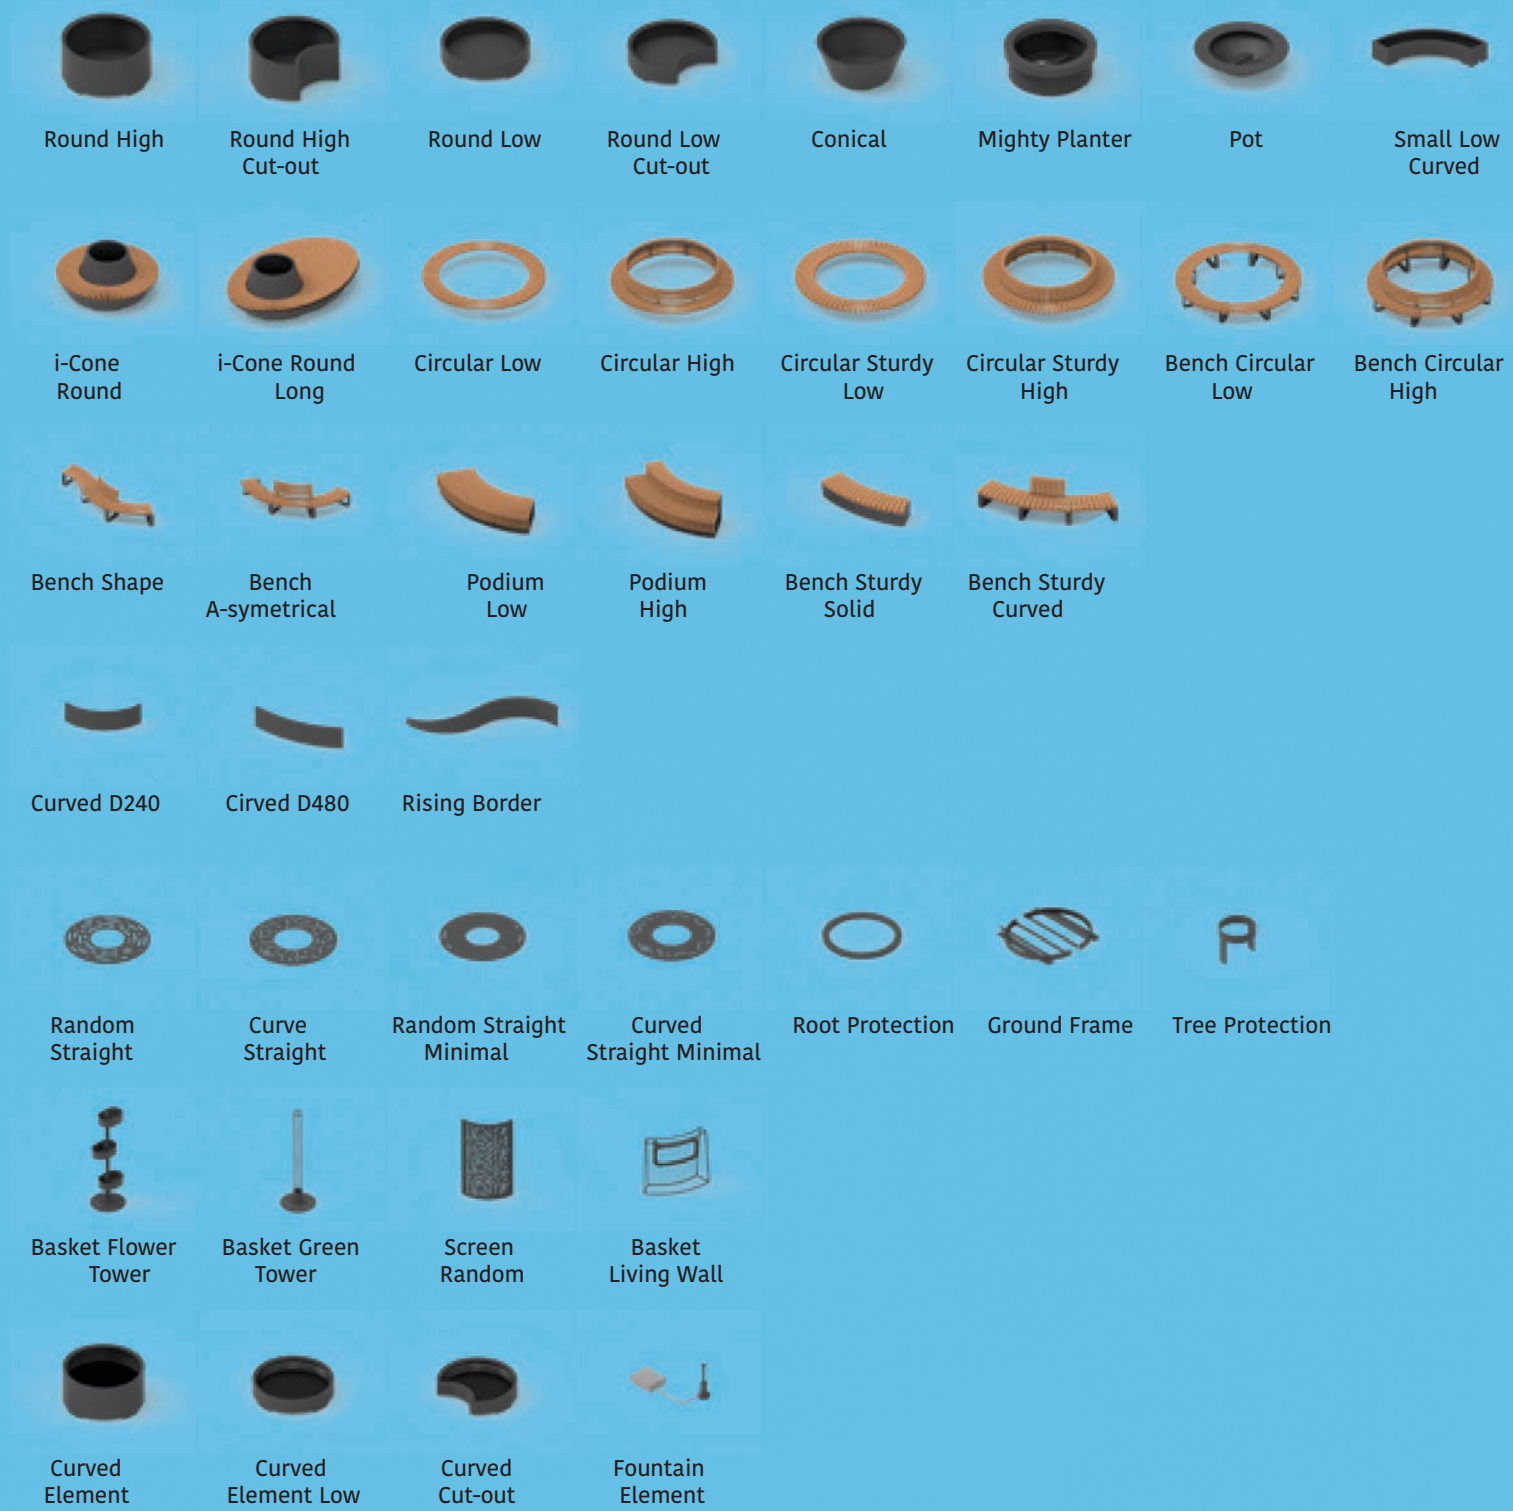 Round High
Round High
Cut-out
Round Low
Round Low
Cut-out
Conical
Mighty Planter
Pot
Small Low
Curved
i-Cone
Round
i-Cone Round
Long
Circular Low
Circular High
Circular Sturdy
Low
Circular Sturdy
High
Bench Circular
Low
Bench Circular
High
Bench Shape
Bench
A-symetrical
Podium
Low
Podium
High
Bench Sturdy
Solid
Bench Sturdy
Curved
Curved D240
Cirved D480
Rising Border
Random
Straight
Curve
Straight
Random Straight
Minimal
Curved
Straight Minimal
Root Protection
Ground Frame
Tree Protection
Basket Flower
Tower
Basket Green
Tower
Screen
Random
Basket
Living Wall
Curved
Element
Curved
Element Low
Curved
Cut-out
Fountain
Element